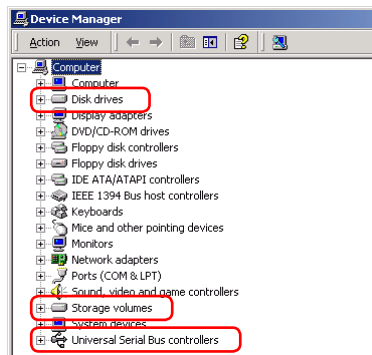 Device Manager
Action View
Computer
Computer
Disk drives
Display adapters
DVD/CD-ROM drives
Floppy disk controllers
Floppy disk drives
IDE ATA/ATAPI controllers
IEEE 1394 Bus host controllers
Keyboards
Mice and other pointing devices
Monitors
Network adapters
Ports (COM & LPT)
Sound, video and game controllers
Storage volumes
System devices
Universal Serial Bus controllers